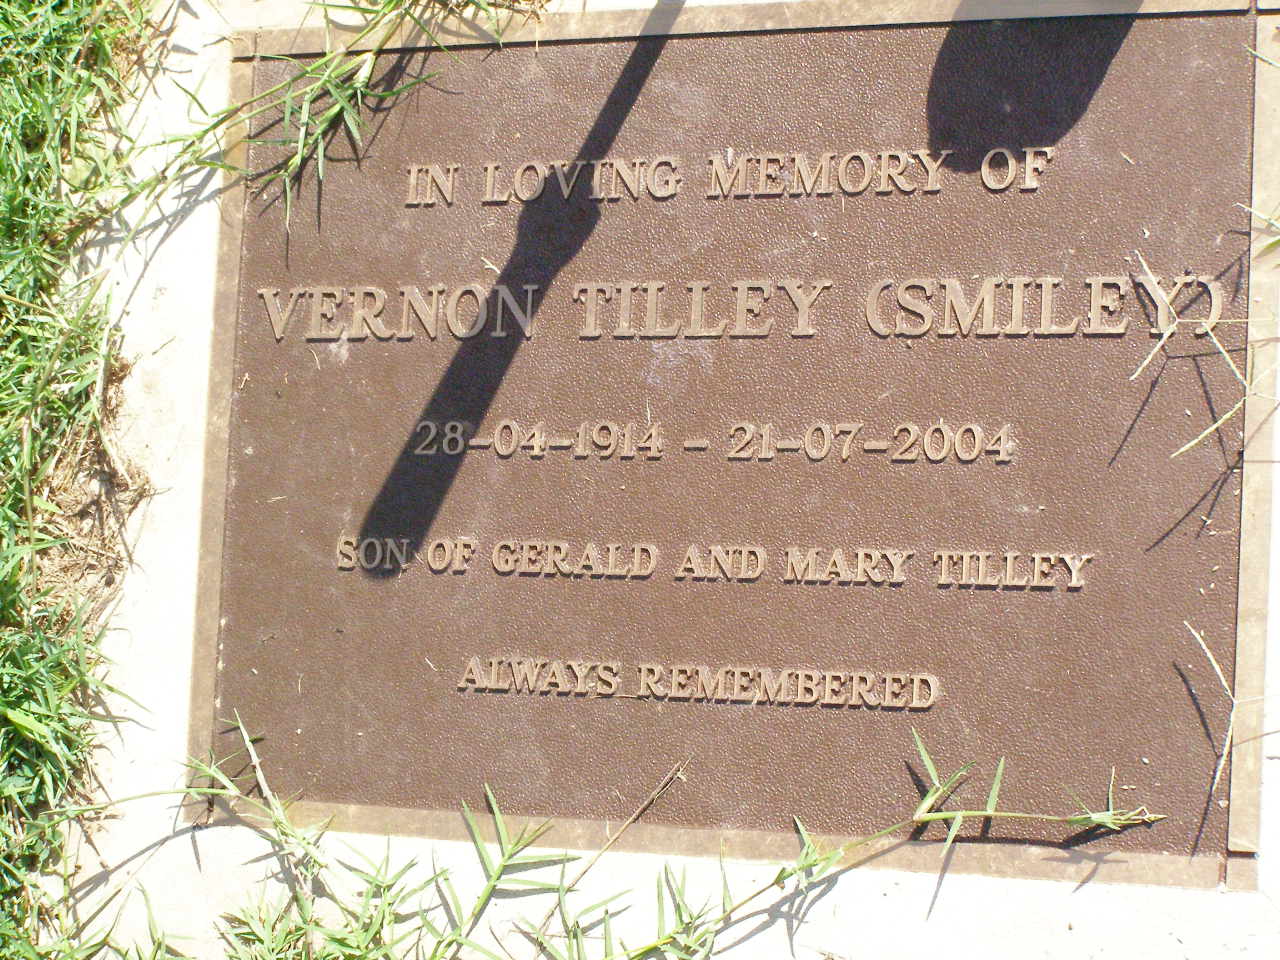 IN LOVING MEMORY OF
VERNON TILLEY (SMILEY)
28-04-1914 - 21-07-2004
SON OF GERALD AND MARY TILLEY
ALWAYS REMEMBERED